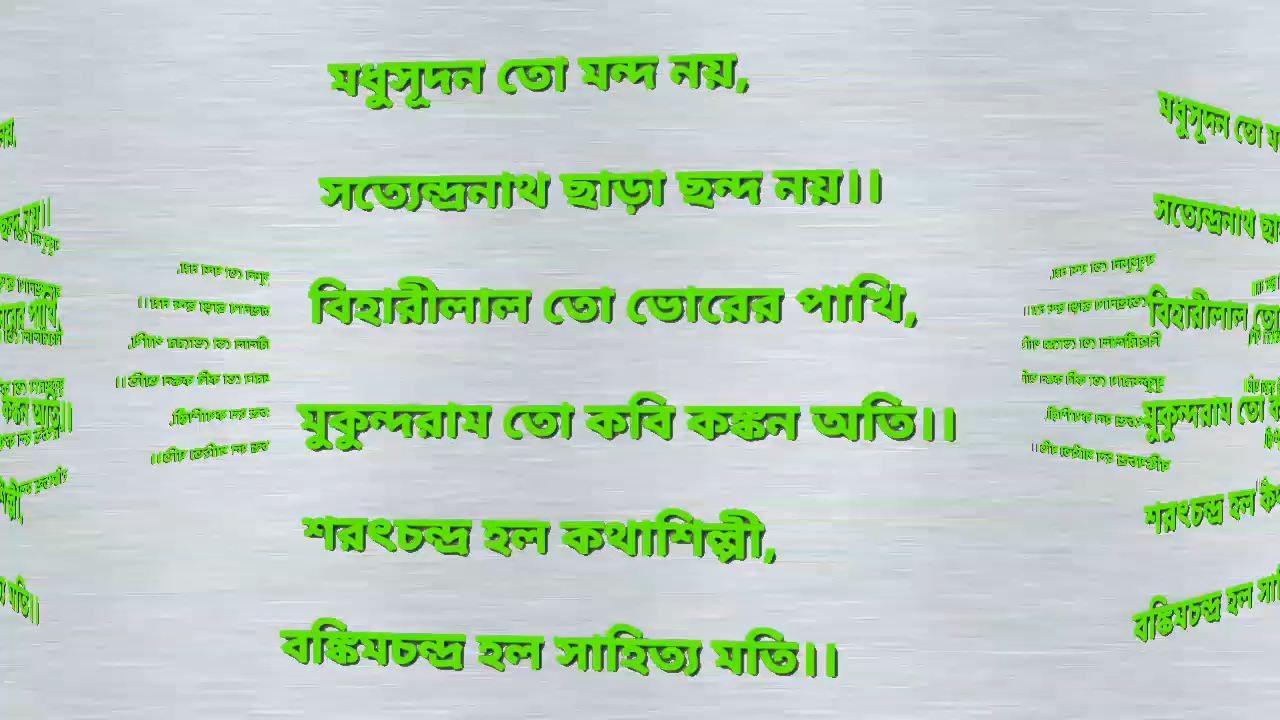 মধুসূদন তো মন্দ নয়,
সত্যেন্দ্রনাথ ছাড়া ছন্দ নয়।।
বিহারীলাল তো ভোরের পাখি,
মুকুন্দরাম তো কবি কঙ্কন অতি।।
শরৎচন্দ্র হল কথাশিল্পী,
বঙ্কিমচন্দ্র হল সাহিত্য মতি।।